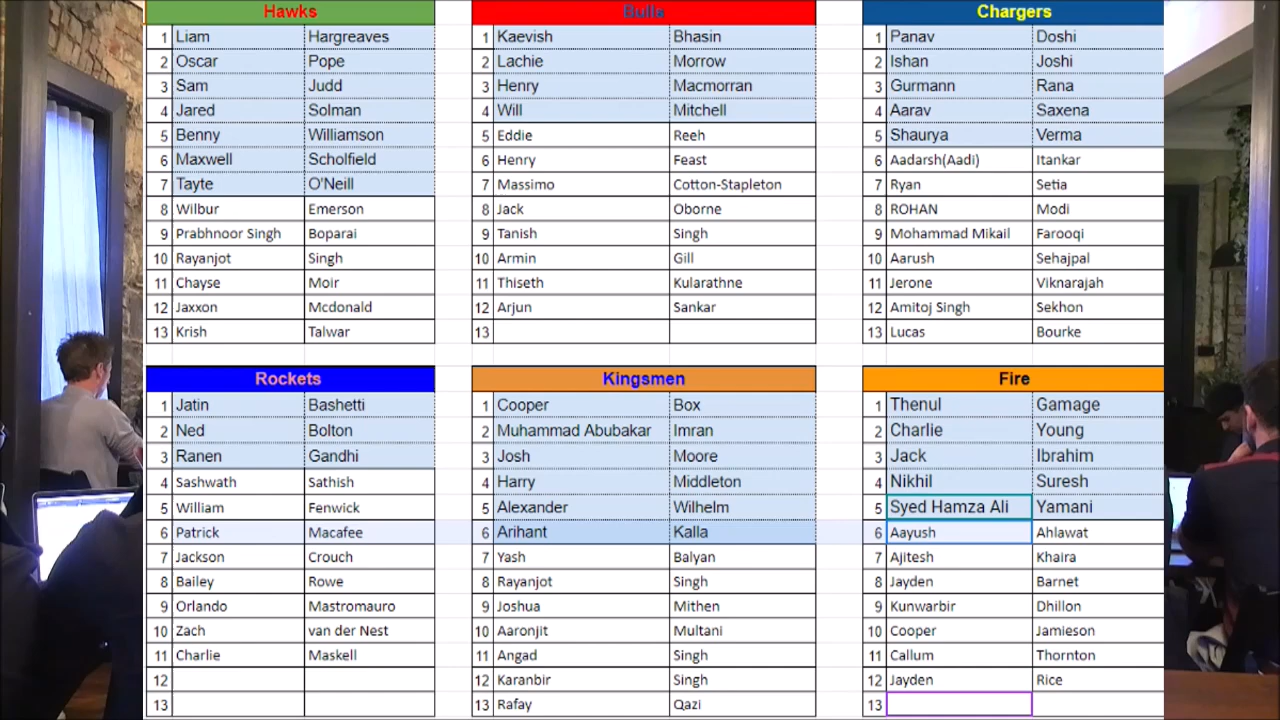 Hawks
1 Liam Hargreaves
2 Oscar Pope
3 Sam Judd
4 Jared Solman
5 Benny Williamson
6 Maxwell Scholfield
7 Tayte O'Neill
8 Wilbur Emerson
9 Prabhnoor Singh Boparai
10 Rayanjot Singh
11 Chayse Moir
12 Jaxxon Mcdonald
13 Krish Talwar
Bulls
1 Kaevish Bhasin
2 Lachie Morrow
3 Henry Macmorran
4 Will Mitchell
5 Eddie Reeh
6 Henry Feast
7 Massimo Cotton-Stapleton
8 Jack Oborne
9 Tanish Singh
10 Armin Gill
11 Thiseth Kularathne
12 Arjun Sankar
13
Chargers
1 Panav Doshi
2 Ishan Joshi
3 Gurmann Rana
4 Aarav Saxena
5 Shaurya Verma
6 Aadarsh(Aadi) Itankar
7 Ryan Setia
8 ROHAN Modi
9 Mohammad Mikail Farooqi
10 Aarush Sehajpal
11 Jerone Viknarajah
12 Amitoj Singh Sekhon
13 Lucas Bourke
Rockets
1 Jatin Bashetti
2 Ned Bolton
3 Ranen Gandhi
4 Sashwath Sathish
5 William Fenwick
6 Patrick Macafee
7 Jackson Crouch
8 Bailey Rowe
9 Orlando Mastromauro
10 Zach van der Nest
11 Charlie Maskell
12
13
Kingsmen
1 Cooper Box
2 Muhammad Abubakar Imran
3 Josh Moore
4 Harry Middleton
5 Alexander Wilhelm
6 Arihant Kalla
7 Yash Balyan
8 Rayanjot Singh
9 Joshua Mithen
10 Aaronjit Multani
11 Angad Singh
12 Karanbir Singh
13 Rafay Qazi
Fire
1 Thenul Gamage
2 Charlie Young
3 Jack Ibrahim
4 Nikhil Suresh
5 Syed Hamza Ali Yamani
6 Aayush Ahlawat
7 Ajitesh Khaira
8 Jayden Barnet
9 Kunwarbir Dhillon
10 Cooper Jamieson
11 Callum Thornton
12 Jayden Rice
13